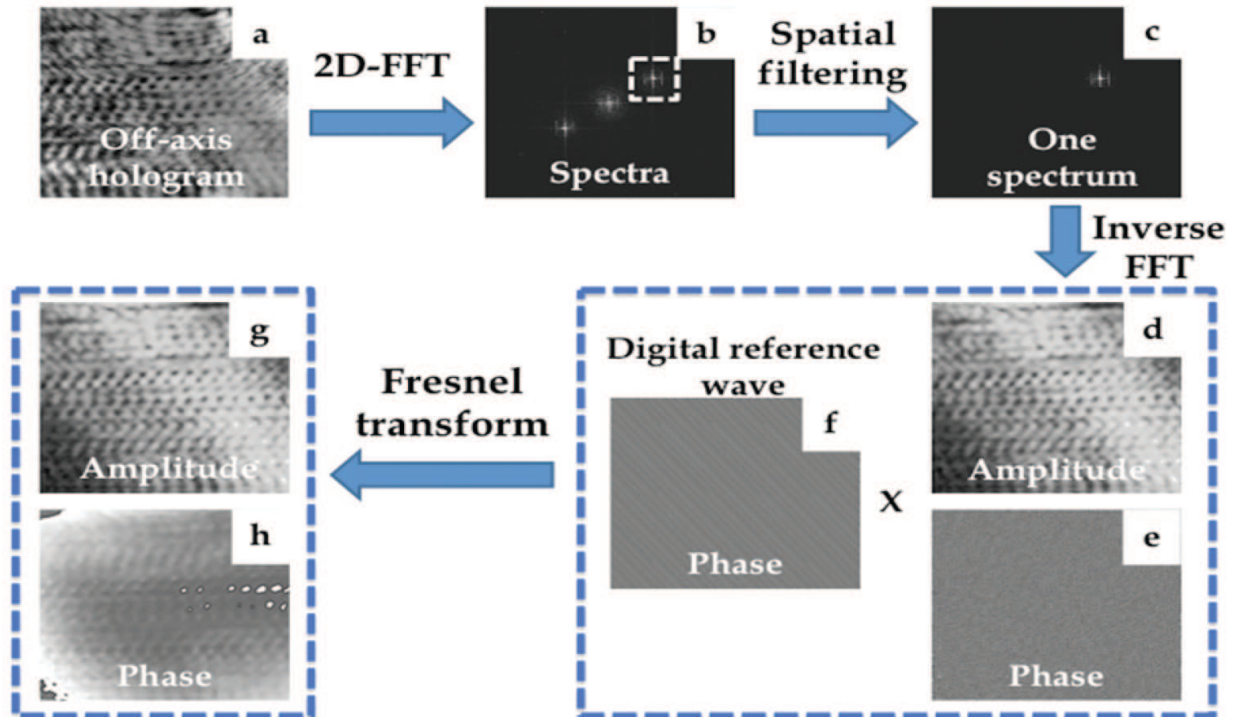 a
Off-axis
hologram
2D-FFT
b
Spectra
Spatial
filtering
c
One
spectrum
Inverse
FFT
g
Amplitude
h
Phase
Fresnel
transform
Digital reference
wave
f
Phase
X
d
Amplitude
e
Phase